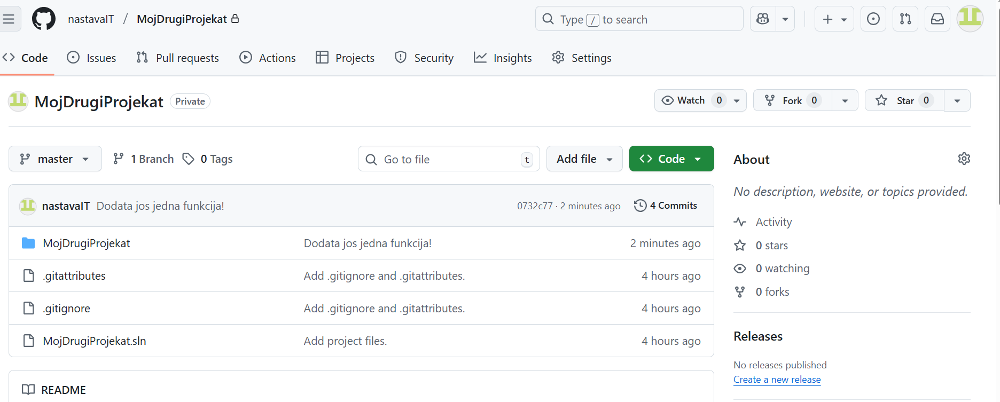 nastavaIT / MojDrugiProjekat
Type / to search
Code
Issues
Pull requests
Actions
Projects
Security
Insights
Settings
MojDrugiProjekat
Private
Watch 0
Fork 0
Star 0
master
1 Branch
0 Tags
Go to file
t
Add file
Code
nastavaIT Dodata jos jedna funkcija!
0732c77 · 2 minutes ago
4 Commits
MojDrugiProjekat
Dodata jos jedna funkcija!
2 minutes ago
.gitattributes
Add .gitignore and .gitattributes.
4 hours ago
.gitignore
Add .gitignore and .gitattributes.
4 hours ago
MojDrugiProjekat.sln
Add project files.
4 hours ago
README
About
No description, website, or topics provided.
Activity
0 stars
0 watching
0 forks
Releases
No releases published
Create a new release